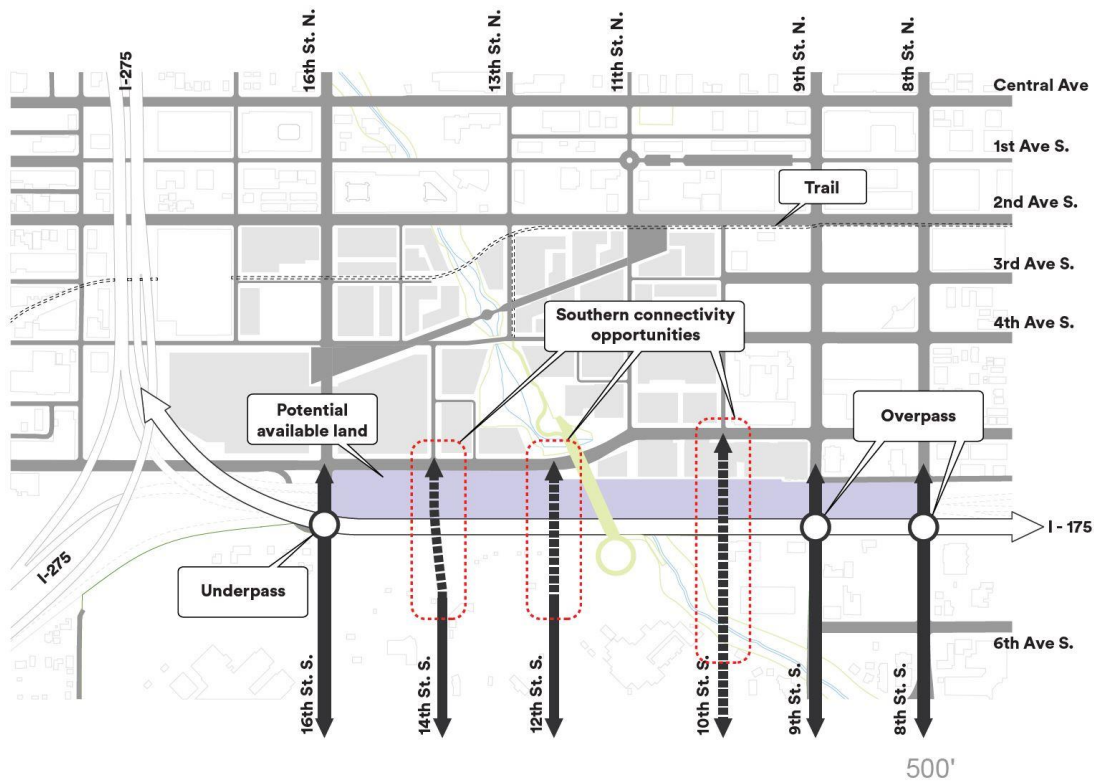 I-275
16th St. N.
13th St. N.
11th St. N.
9th St. N.
8th St. N.
Central Ave
1st Ave S.
Trail
2nd Ave S.
3rd Ave S.
Southern connectivity
opportunities
4th Ave S.
Potential
available land
Overpass
I - 175
I-275
Underpass
6th Ave S.
16th St. S.
14th St. S.
12th St. S.
10th St. S.
9th St. S.
8th St. S.
500'